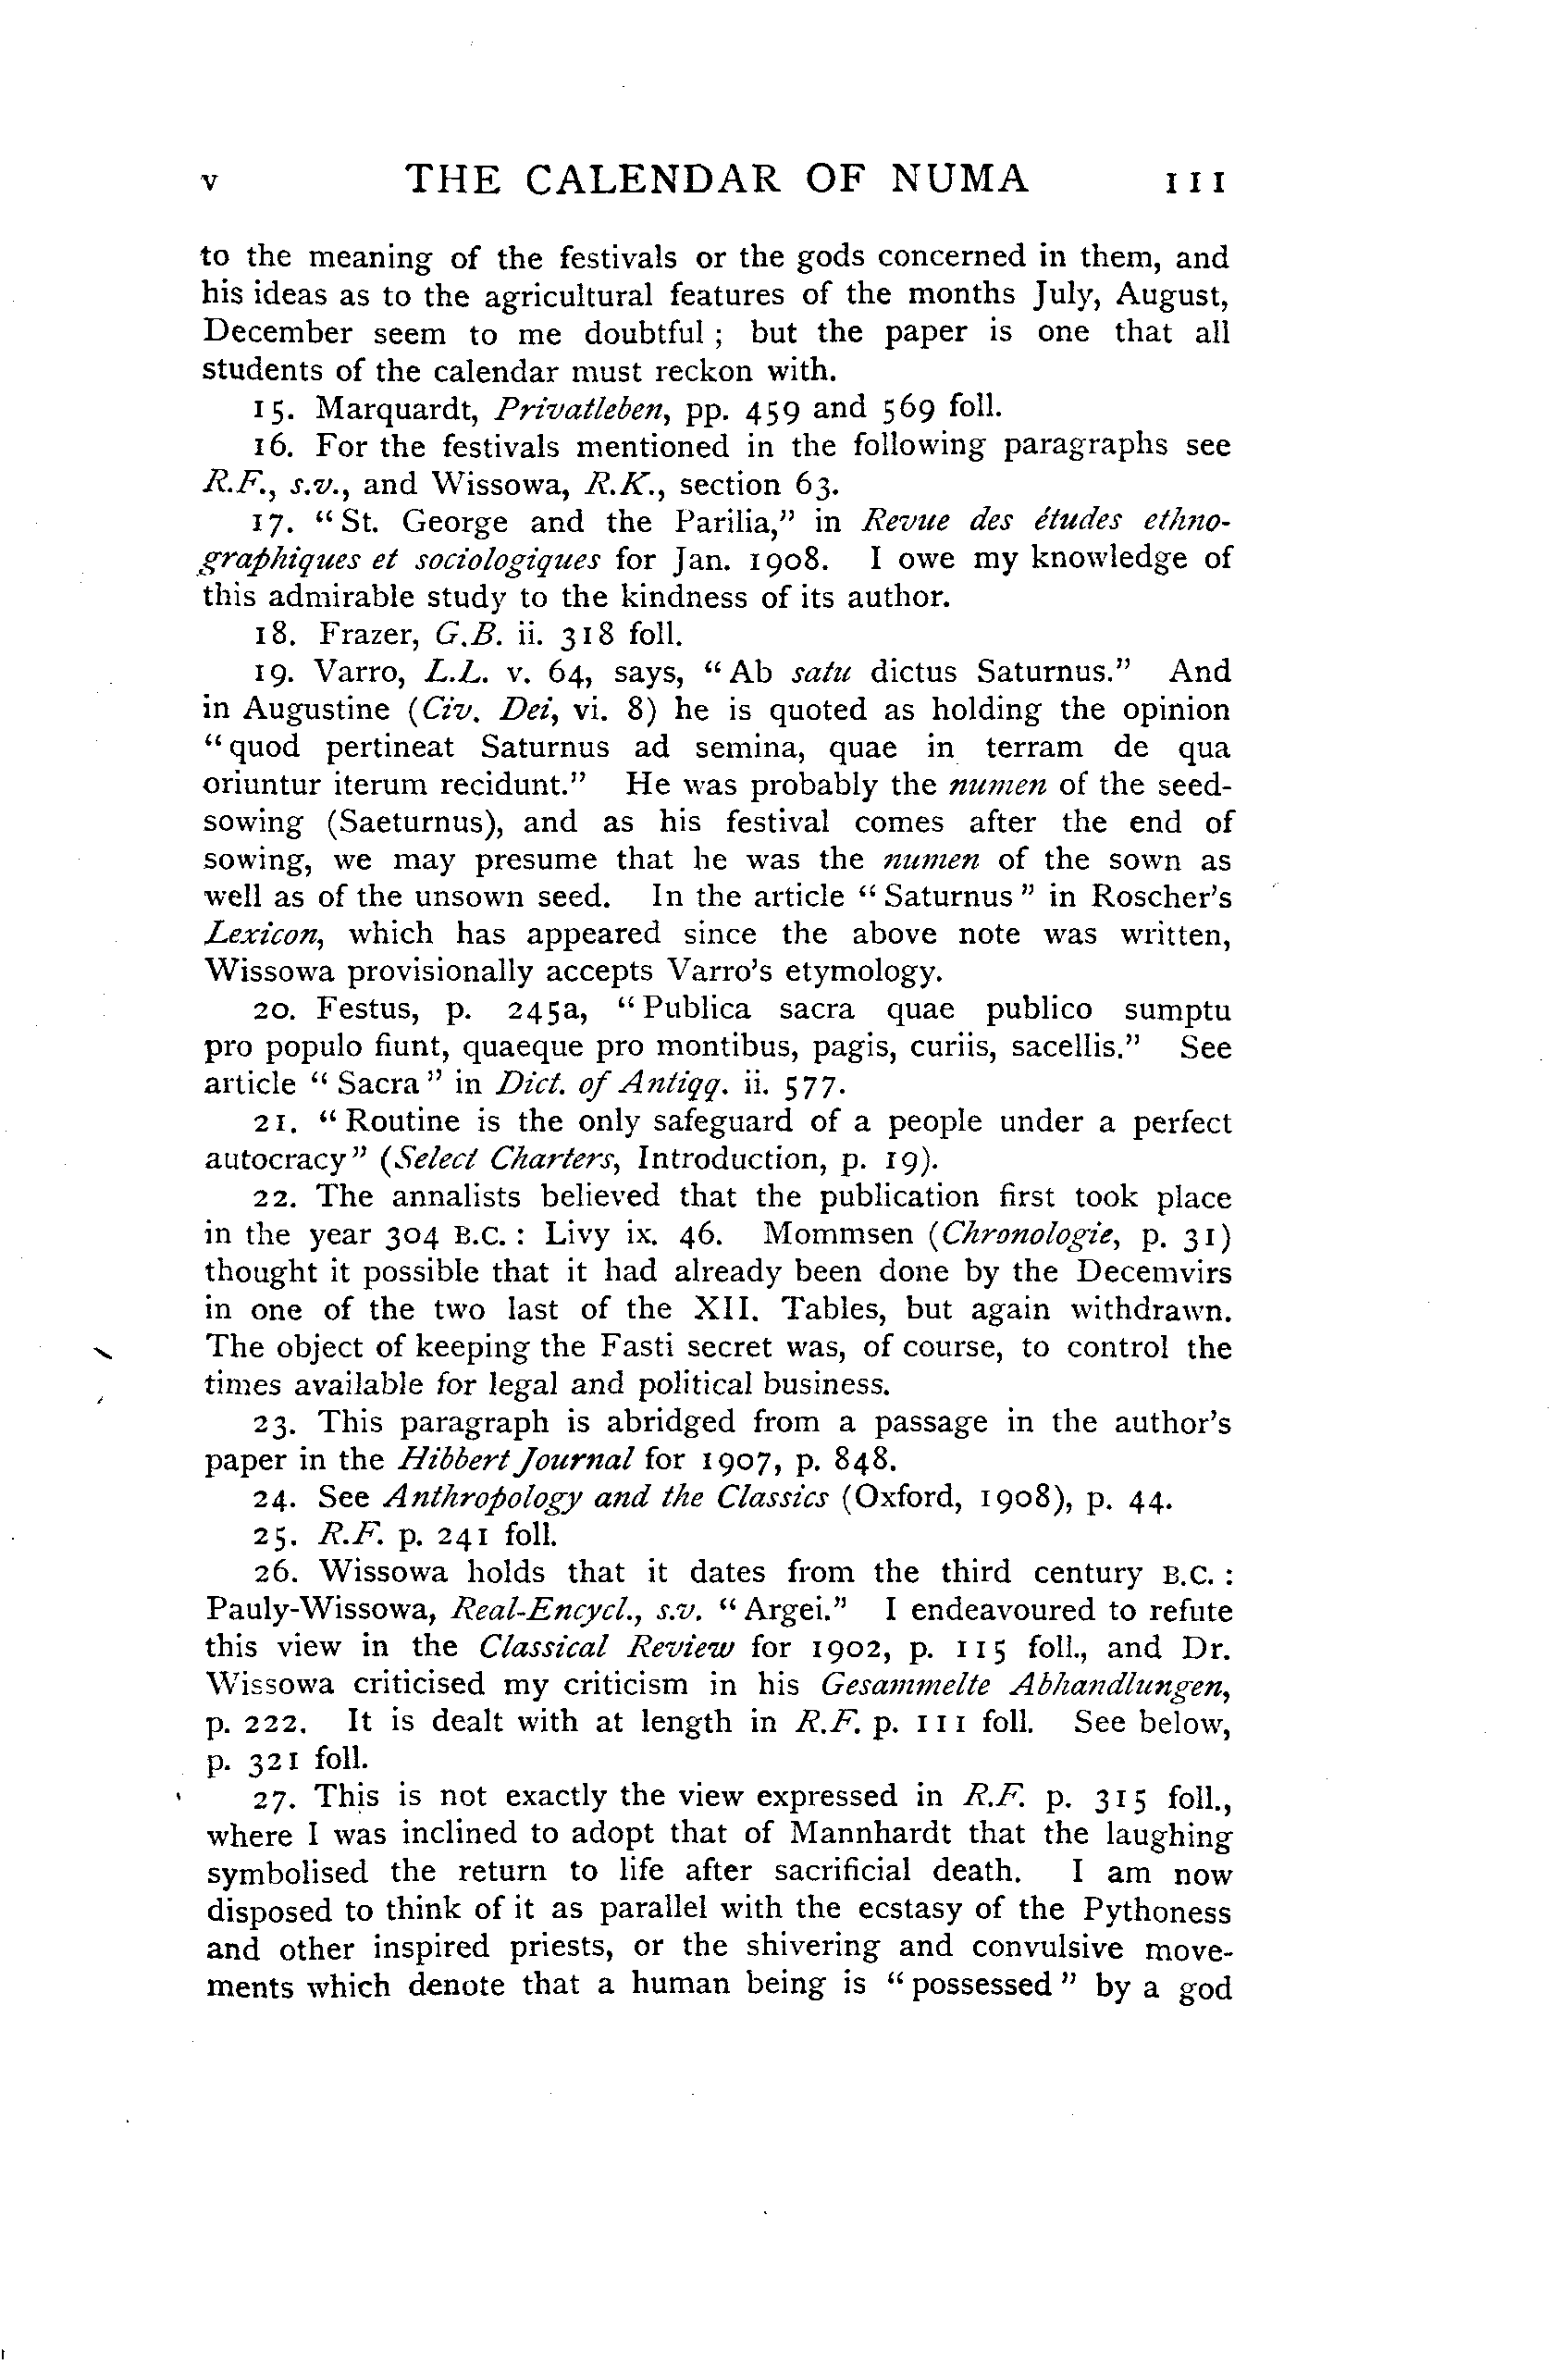 v THE CALENDAR OF NUMA 111
to the meaning of the festivals or the gods concerned in them, and
his ideas as to the agricultural features of the months July, August,
December seem to me doubtful ; but the paper is one that all
students of the calendar must reckon with.
15. Marquardt, Privatleben, pp. 459 and 569 foll.
16. For the festivals mentioned in the following paragraphs see
R.F., s.v., and Wissowa, R.K., section 63.
17. “ St. George and the Parilia,” in Revue des études ethno-
graphiques et sociologiques for Jan. 1908. I owe my knowledge of
this admirable study to the kindness of its author.
18. Frazer, G.B. ii. 318 foll.
19. Varro, L.L. v. 64, says, “ Ab satu dictus Saturnus.” And
in Augustine (Civ. Dei, vi. 8) he is quoted as holding the opinion
“ quod pertineat Saturnus ad semina, quae in terram de qua
oriuntur iterum recidunt.” He was probably the numen of the seed-
sowing (Saeturnus), and as his festival comes after the end of
sowing, we may presume that he was the numen of the sown as
well as of the unsown seed. In the article “ Saturnus ” in Roscher's
Lexicon, which has appeared since the above note was written,
Wissowa provisionally accepts Varro's etymology.
20. Festus, p. 245a, “ Publica sacra quae publico sumptu
pro populo fiunt, quaeque pro montibus, pagis, curiis, sacellis.” See
article “ Sacra ” in Dict. of Antiqq. ii. 577.
21. “ Routine is the only safeguard of a people under a perfect
autocracy” (Select Charters, Introduction, p. 19).
22. The annalists believed that the publication first took place
in the year 304 B.C. : Livy ix. 46. Mommsen (Chronologie, p. 31)
thought it possible that it had already been done by the Decemvirs
in one of the two last of the XII. Tables, but again withdrawn.
The object of keeping the Fasti secret was, of course, to control the
times available for legal and political business.
23. This paragraph is abridged from a passage in the author's
paper in the Hibbert Journal for 1907, p. 848.
24. See Anthropology and the Classics (Oxford, 1908), p. 44.
25. R.F. p. 241 foll.
26. Wissowa holds that it dates from the third century B.C. :
Pauly-Wissowa, Real-Encycl., s.v. “ Argei.” I endeavoured to refute
this view in the Classical Review for 1902, p. 115 foll., and Dr.
Wissowa criticised my criticism in his Gesammelte Abhandlungen,
p. 222. It is dealt with at length in R.F. p. 111 foll. See below,
p. 321 foll.
27. This is not exactly the view expressed in R.F. p. 315 foll.,
where I was inclined to adopt that of Mannhardt that the laughing
symbolised the return to life after sacrificial death. I am now
disposed to think of it as parallel with the ecstasy of the Pythoness
and other inspired priests, or the shivering and convulsive move-
ments which denote that a human being is “ possessed ” by a god